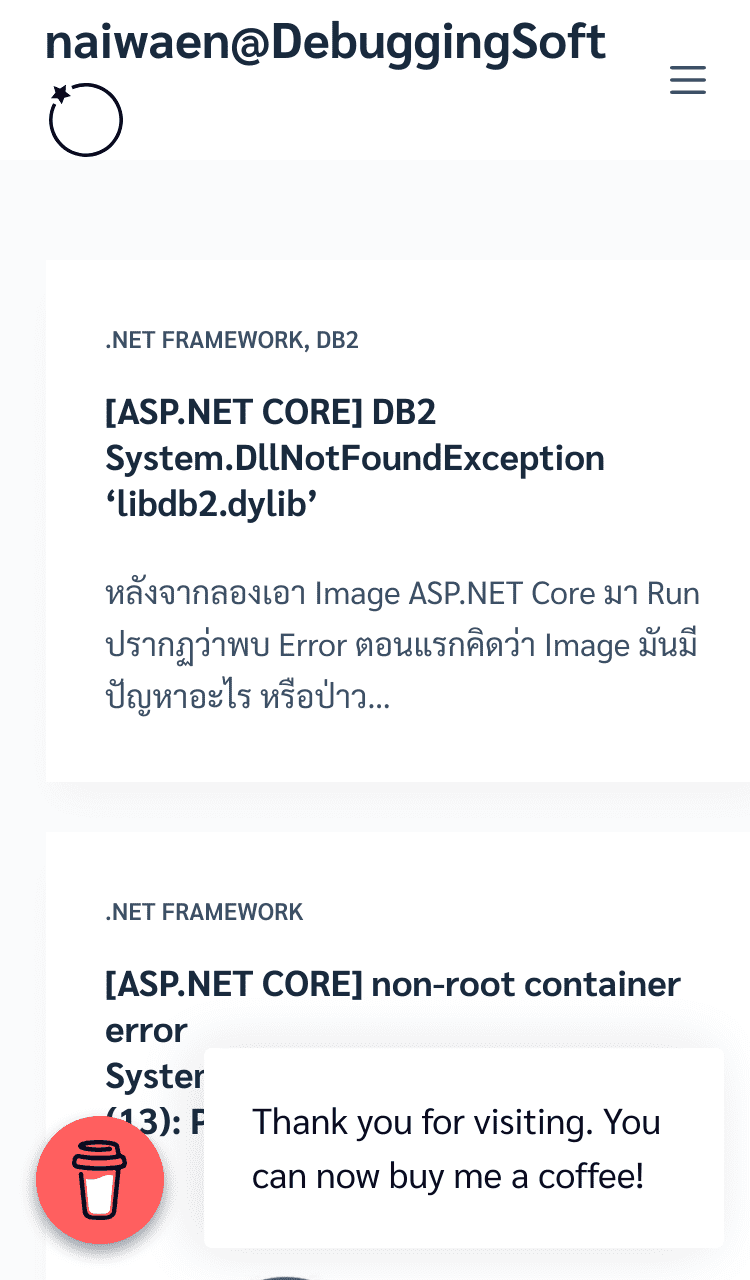 naiwaen@DebuggingSoft
.NET FRAMEWORK, DB2
[ASP.NET CORE] DB2
System.DllNotFoundException
‘libdb2.dylib’
หลังจากลองเอา Image ASP.NET Core มา Run
ปรากฏว่าพบ Error ตอนแรกคิดว่า Image มันมี
ปัญหาอะไร หรือป่าว...
.NET FRAMEWORK
[ASP.NET CORE] non-root container
error
(13):
Thank you for visiting. You
can now buy me a coffee!